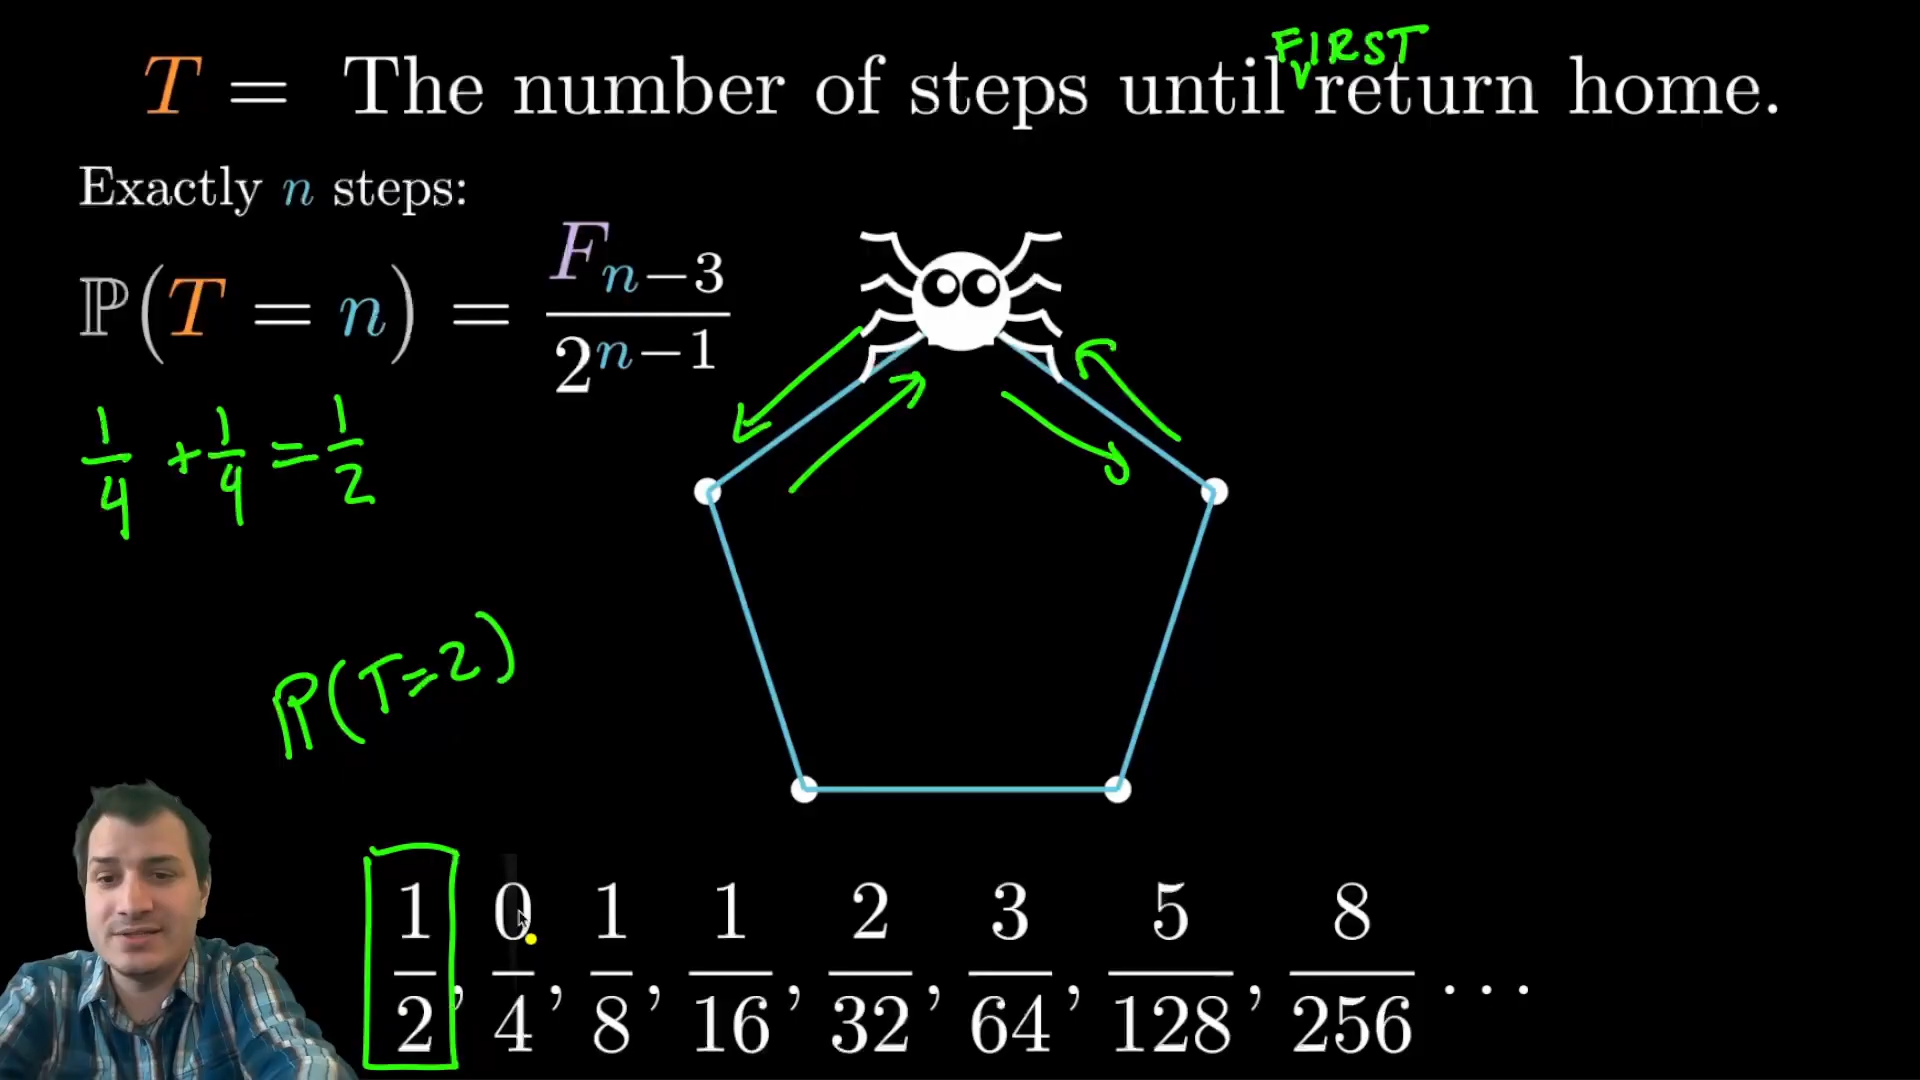 FIRST
T = The number of steps until return home.
Exactly n steps:
ℙ(T = n) = F_{n−3} / 2^{n−1}
1/4 + 1/4 = 1/2
ℙ(T=2)
1/2, 0/4, 1/8, 1/16, 2/32, 3/64, 5/128, 8/256 ...